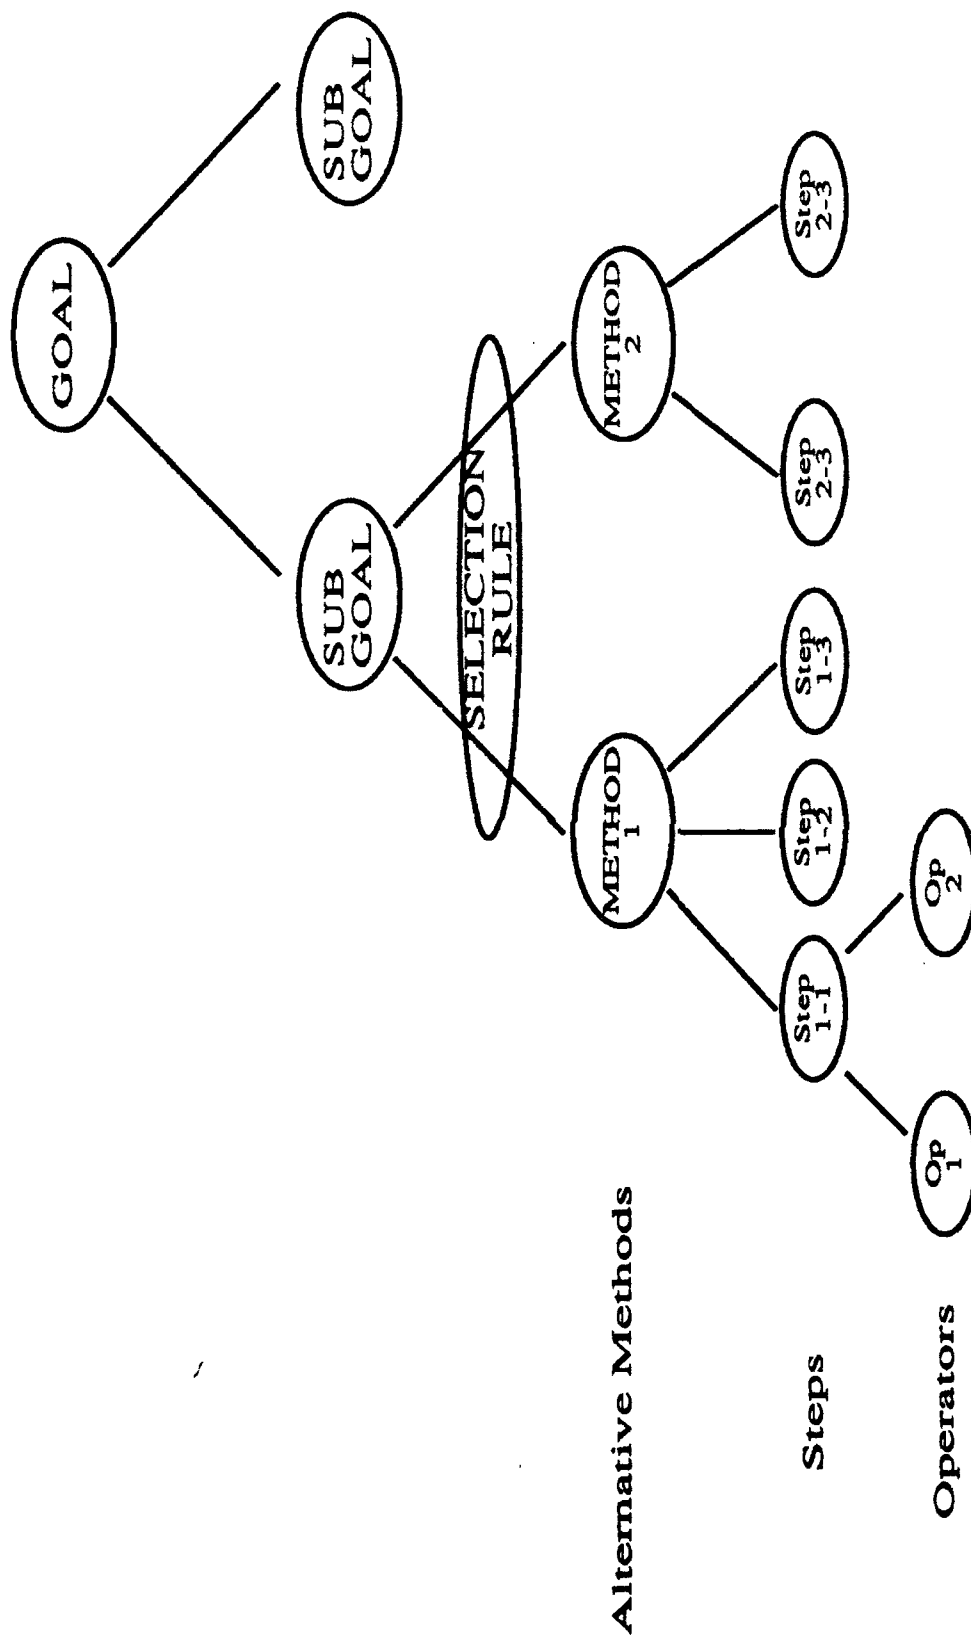 GOAL
SUB
GOAL
SUB
GOAL
SELECTION
RULE
Alternative Methods
METHOD
1
METHOD
2
Steps
Step
1-1
Step
1-2
Step
1-3
Step
2-3
Step
2-3
Operators
Op
1
Op
2